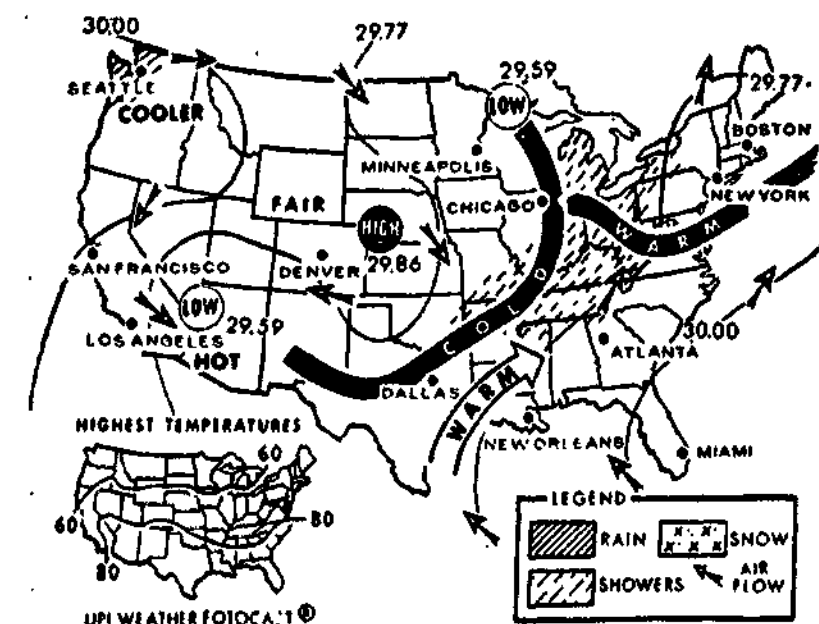 30.00
29.77
29.59
LOW
29.77
SEATTLE
COOLER
BOSTON
MINNEAPOLIS
NEW YORK
FAIR
CHICAGO
HIGH
WARM
SAN FRANCISCO
DENVER
29.86
COLD
LOW
29.59
30.00
LOS ANGELES
HOT
ATLANTA
DALLAS
WARM
HIGHEST TEMPERATURES
NEW ORLEANS
MIAMI
60
LEGEND
60
80
RAIN
SNOW
80
SHOWERS
AIR
FLOW
UPI WEATHER FOTOCAST ®